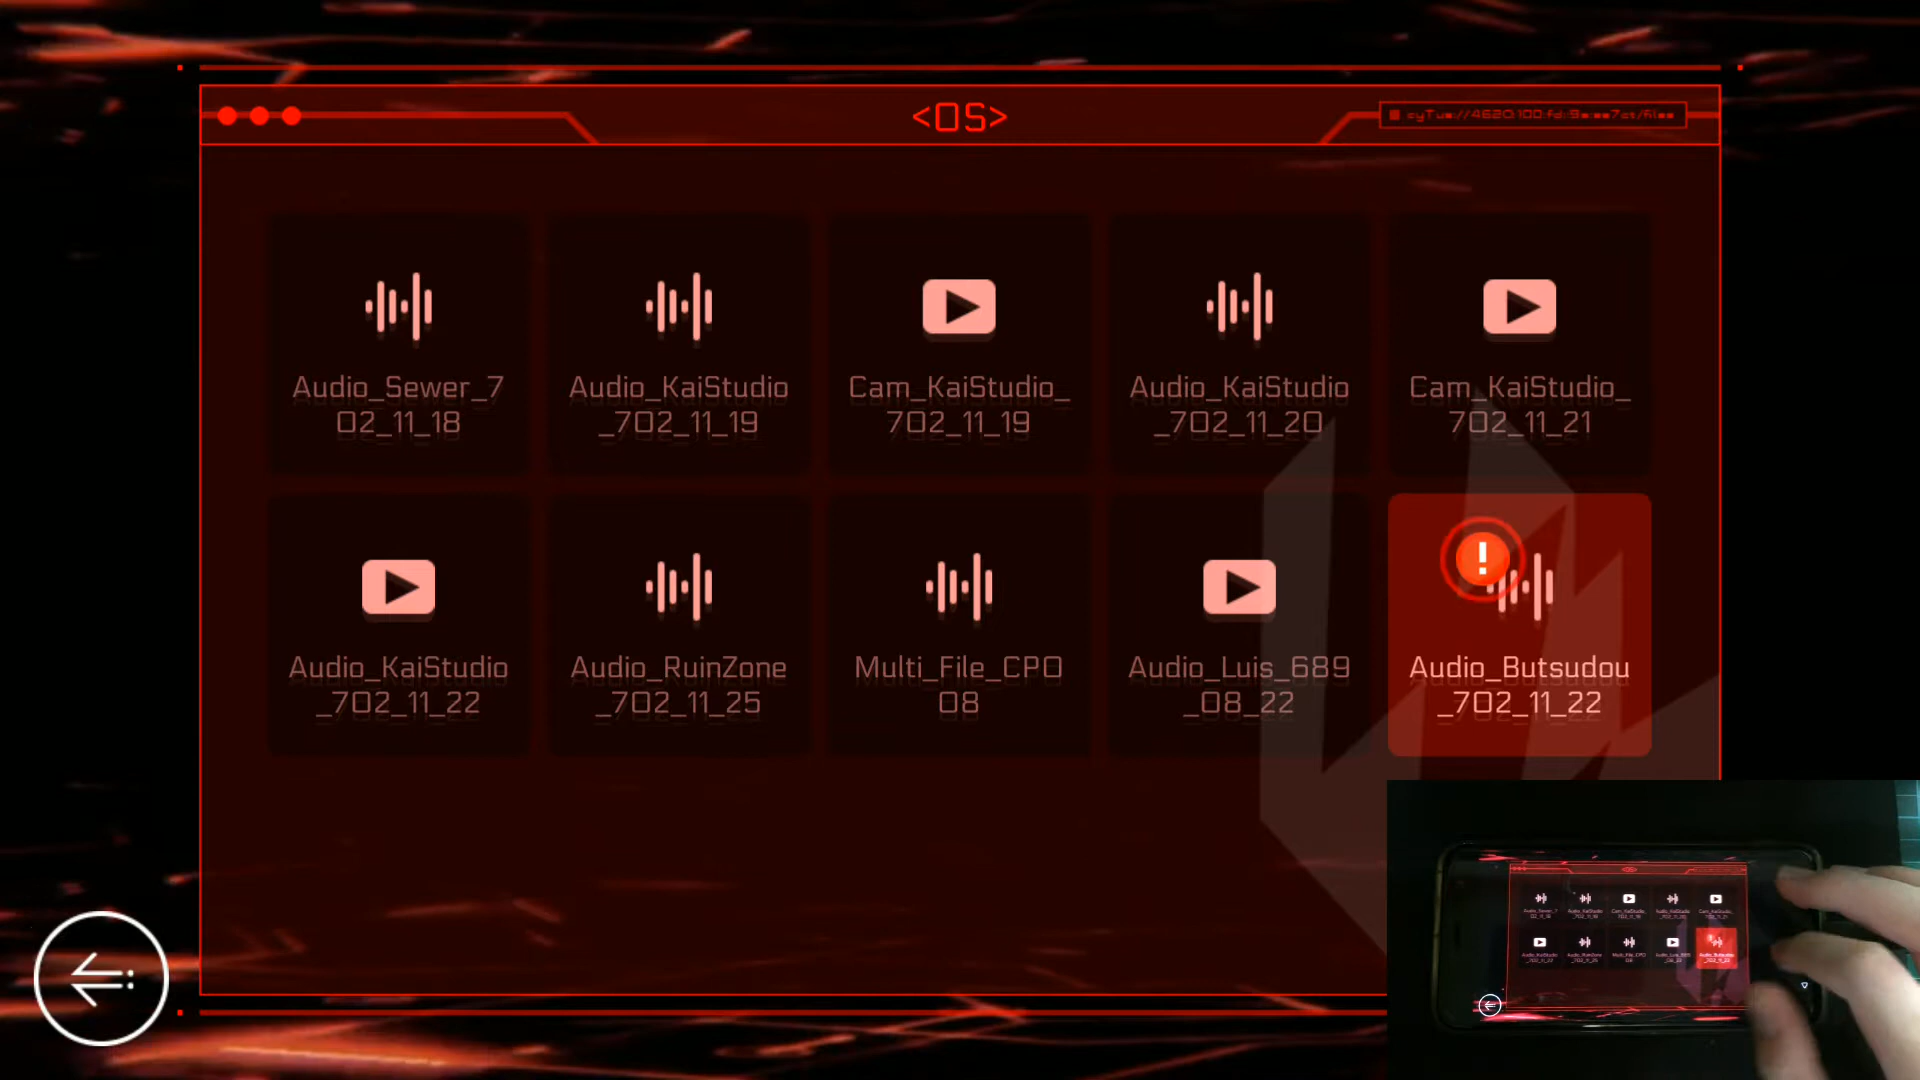 <OS>
Audio_Sewer_7
02_11_18
Audio_KaiStudio
_702_11_19
Cam_KaiStudio_
702_11_19
Audio_KaiStudio
_702_11_20
Cam_KaiStudio_
702_11_21
Audio_KaiStudio
_702_11_22
Audio_RuinZone
_702_11_25
Multi_File_CPO
08
Audio_Luis_689
_08_22
!
Audio_Butsudou
_702_11_22